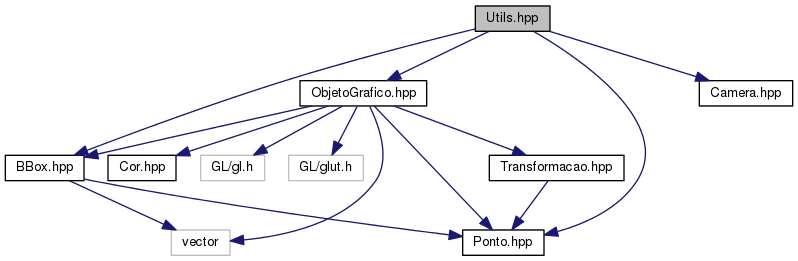 Utils.hpp
ObjetoGrafico.hpp
Camera.hpp
BBox.hpp
Cor.hpp
GL/gl.h
GL/glut.h
Transformacao.hpp
vector
Ponto.hpp